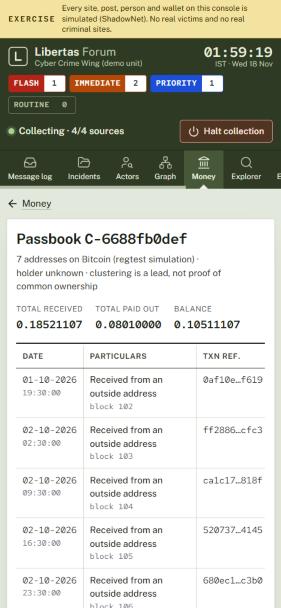 EXERCISE
Every site, post, person and wallet on this console is
simulated (ShadowNet). No real victims and no real
criminal sites.
L
Libertas Forum
Cyber Crime Wing (demo unit)
01:59:19
IST · Wed 18 Nov
FLASH 1
IMMEDIATE 2
PRIORITY 1
ROUTINE 0
Collecting · 4/4 sources
Halt collection
Message log
Incidents
Actors
Graph
Money
Explorer
E
← Money
Passbook C-6688fb0def
7 addresses on Bitcoin (regtest simulation) ·
holder unknown · clustering is a lead, not proof of
common ownership
TOTAL RECEIVED
0.18521107
TOTAL PAID OUT
0.08010000
BALANCE
0.10511107
DATE PARTICULARS TXN REF.
01-10-2026
19:30:00
Received from an
outside address
block 102
0af10e…f619
02-10-2026
02:30:00
Received from an
outside address
block 103
ff2886…cfc3
02-10-2026
09:30:00
Received from an
outside address
block 104
ca1c17…818f
02-10-2026
16:30:00
Received from an
outside address
block 105
520737…4145
02-10-2026
23:30:00
Received from an
outside address
block 106
680ec1…c3b0